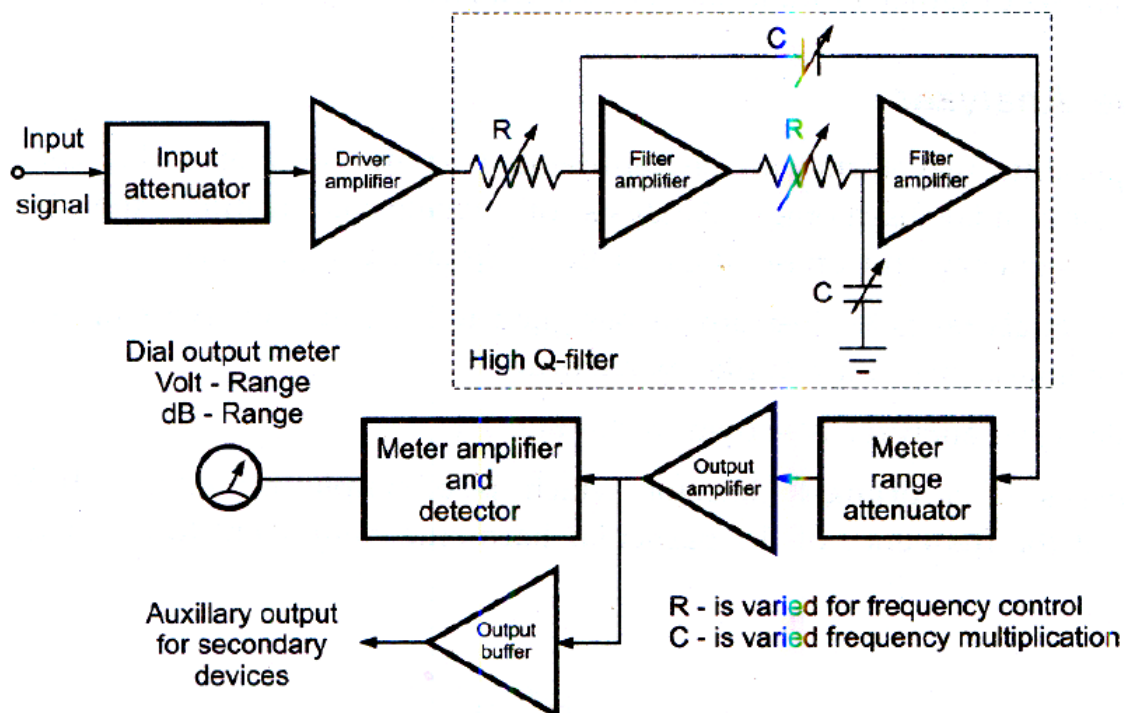 Input
signal
Input
attenuator
Driver
amplifier
R
C
Filter
amplifier
R
Filter
amplifier
C
High Q-filter
Dial output meter
Volt - Range
dB - Range
Meter amplifier
and
detector
Output
amplifier
Meter
range
attenuator
Auxillary output
for secondary
devices
Output
buffer
R - is varied for frequency control
C - is varied frequency multiplication